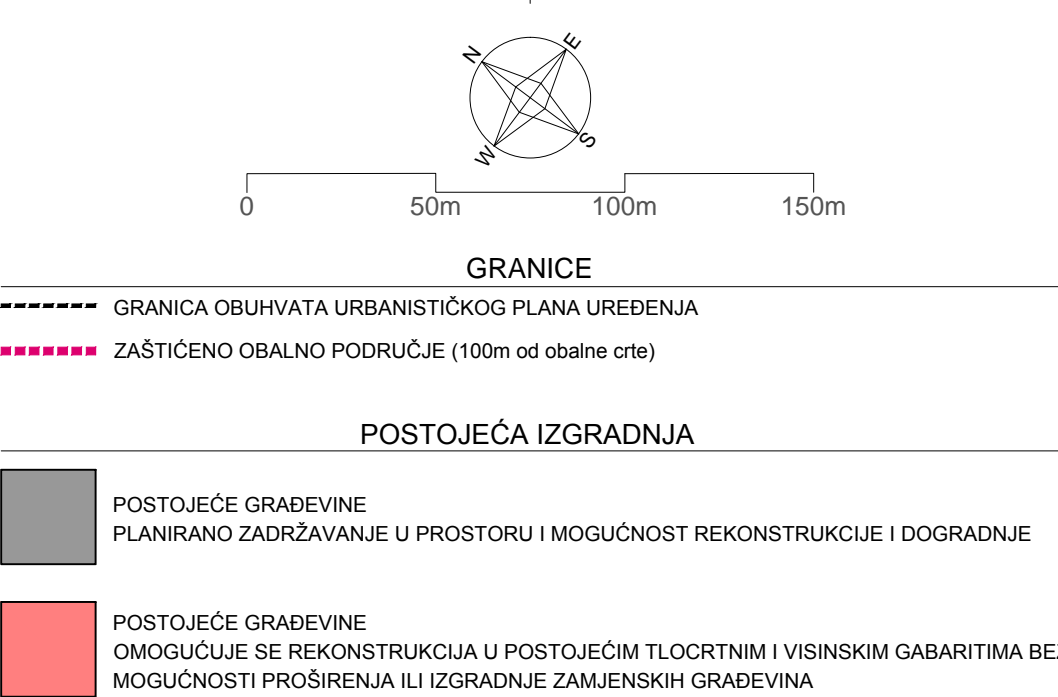 N E
W S
0 50m 100m 150m
GRANICE
GRANICA OBUHVATA URBANISTIČKOG PLANA UREĐENJA
ZAŠTIĆENO OBALNO PODRUČJE (100m od obalne crte)
POSTOJEĆA IZGRADNJA
POSTOJEĆE GRAĐEVINE
PLANIRANO ZADRŽAVANJE U PROSTORU I MOGUĆNOST REKONSTRUKCIJE I DOGRADNJE
POSTOJEĆE GRAĐEVINE
OMOGUĆUJE SE REKONSTRUKCIJA U POSTOJEĆIM TLOCRTNIM I VISINSKIM GABARITIMA BEZ
MOGUĆNOSTI PROŠIRENJA ILI IZGRADNJE ZAMJENSKIH GRAĐEVINA